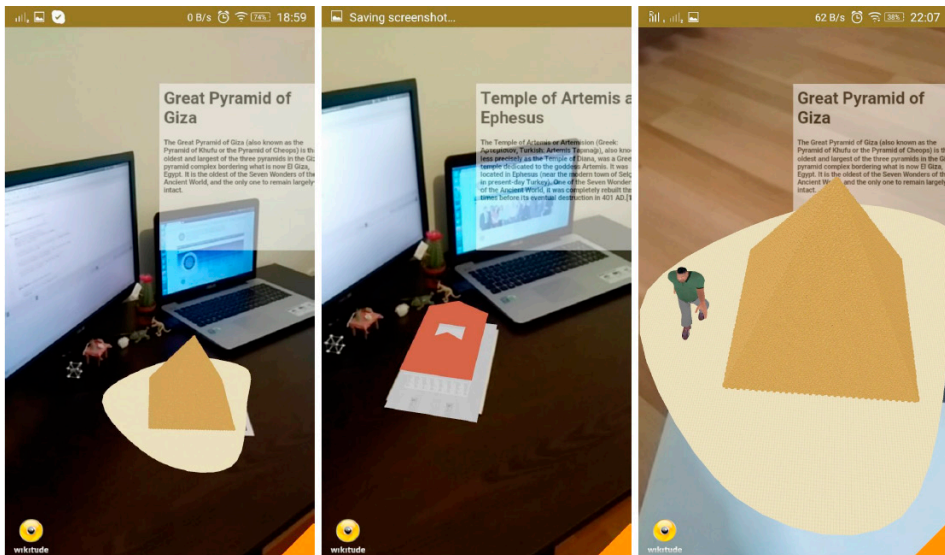 0 B/s 74% 18:59
Great Pyramid of
Giza
The Great Pyramid of Giza (also known as the
Pyramid of Khufu or the Pyramid of Cheops) is the
oldest and largest of the three pyramids in the Giz
pyramid complex bordering what is now El Giza,
Egypt. It is the oldest of the Seven Wonders of the
Ancient World, and the only one to remain largely
intact.
wikitude
Saving screenshot...
Temple of Artemis a
Ephesus
The Temple of Artemis or Artemision (Greek:
Turkish: Artemis also know
less precisely as the Temple of Diana, was a Gree
temple dedicated to the goddess Artemis. It was
located in Ephesus (near the modern town of Selç
in present-day Turkey). One of the Seven Wonder
of the Ancient World, it was completely rebuilt thr
times before its eventual destruction in 401 AD.[1
wikitude
62 B/s 38% 22:07
Great Pyramid of
Giza
The Great Pyramid of Giza (also known as the
Pyramid of Khufu or the Pyramid of Cheops) is the
oldest and largest of the three pyramids in the Giz
pyramid complex bordering what is now El Giza,
Egypt. It is the oldest of the Seven Wonders of the
Ancient and the only one to remain largely
intact.
wikitude